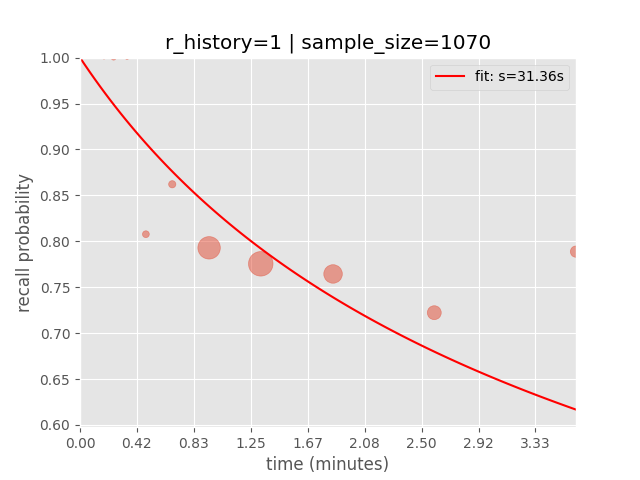 r_history=1 | sample_size=1070
fit: s=31.36s
recall probability
1.00
0.95
0.90
0.85
0.80
0.75
0.70
0.65
0.60
0.00 0.42 0.83 1.25 1.67 2.08 2.50 2.92 3.33
time (minutes)